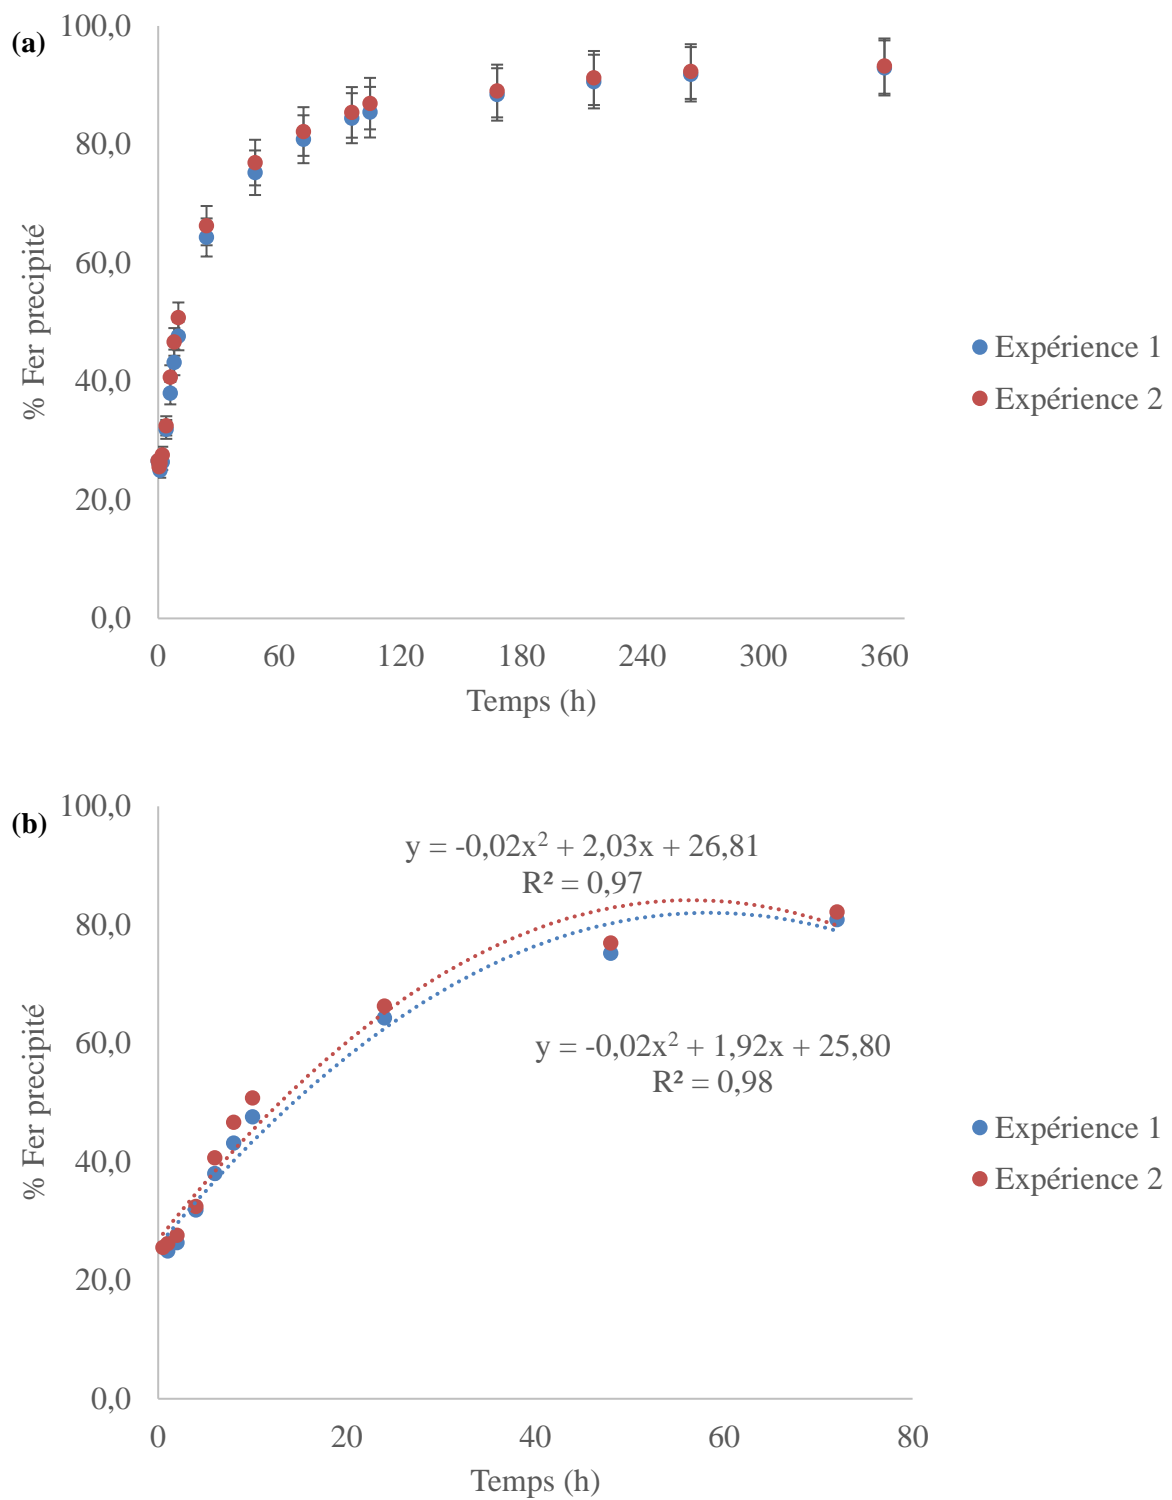 (a)
100,0
80,0
60,0
40,0
20,0
0,0
% Fer precipité
0 60 120 180 240 300 360
Temps (h)
Expérience 1
Expérience 2
(b)
100,0
80,0
60,0
40,0
20,0
0,0
% Fer precipité
y = -0,02x² + 2,03x + 26,81
R² = 0,97
y = -0,02x² + 1,92x + 25,80
R² = 0,98
Expérience 1
Expérience 2
0 20 40 60 80
Temps (h)